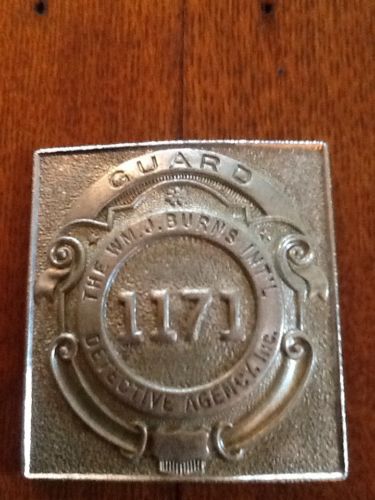 GUARD
THE WM. J. BURNS INT'L
1171
DETECTIVE AGENCY, INC.